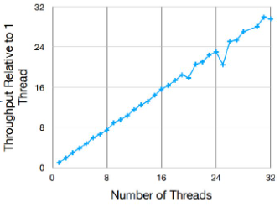 Throughput Relative to 1
Thread
32
24
16
8
0
0 8 16 24 32
Number of Threads